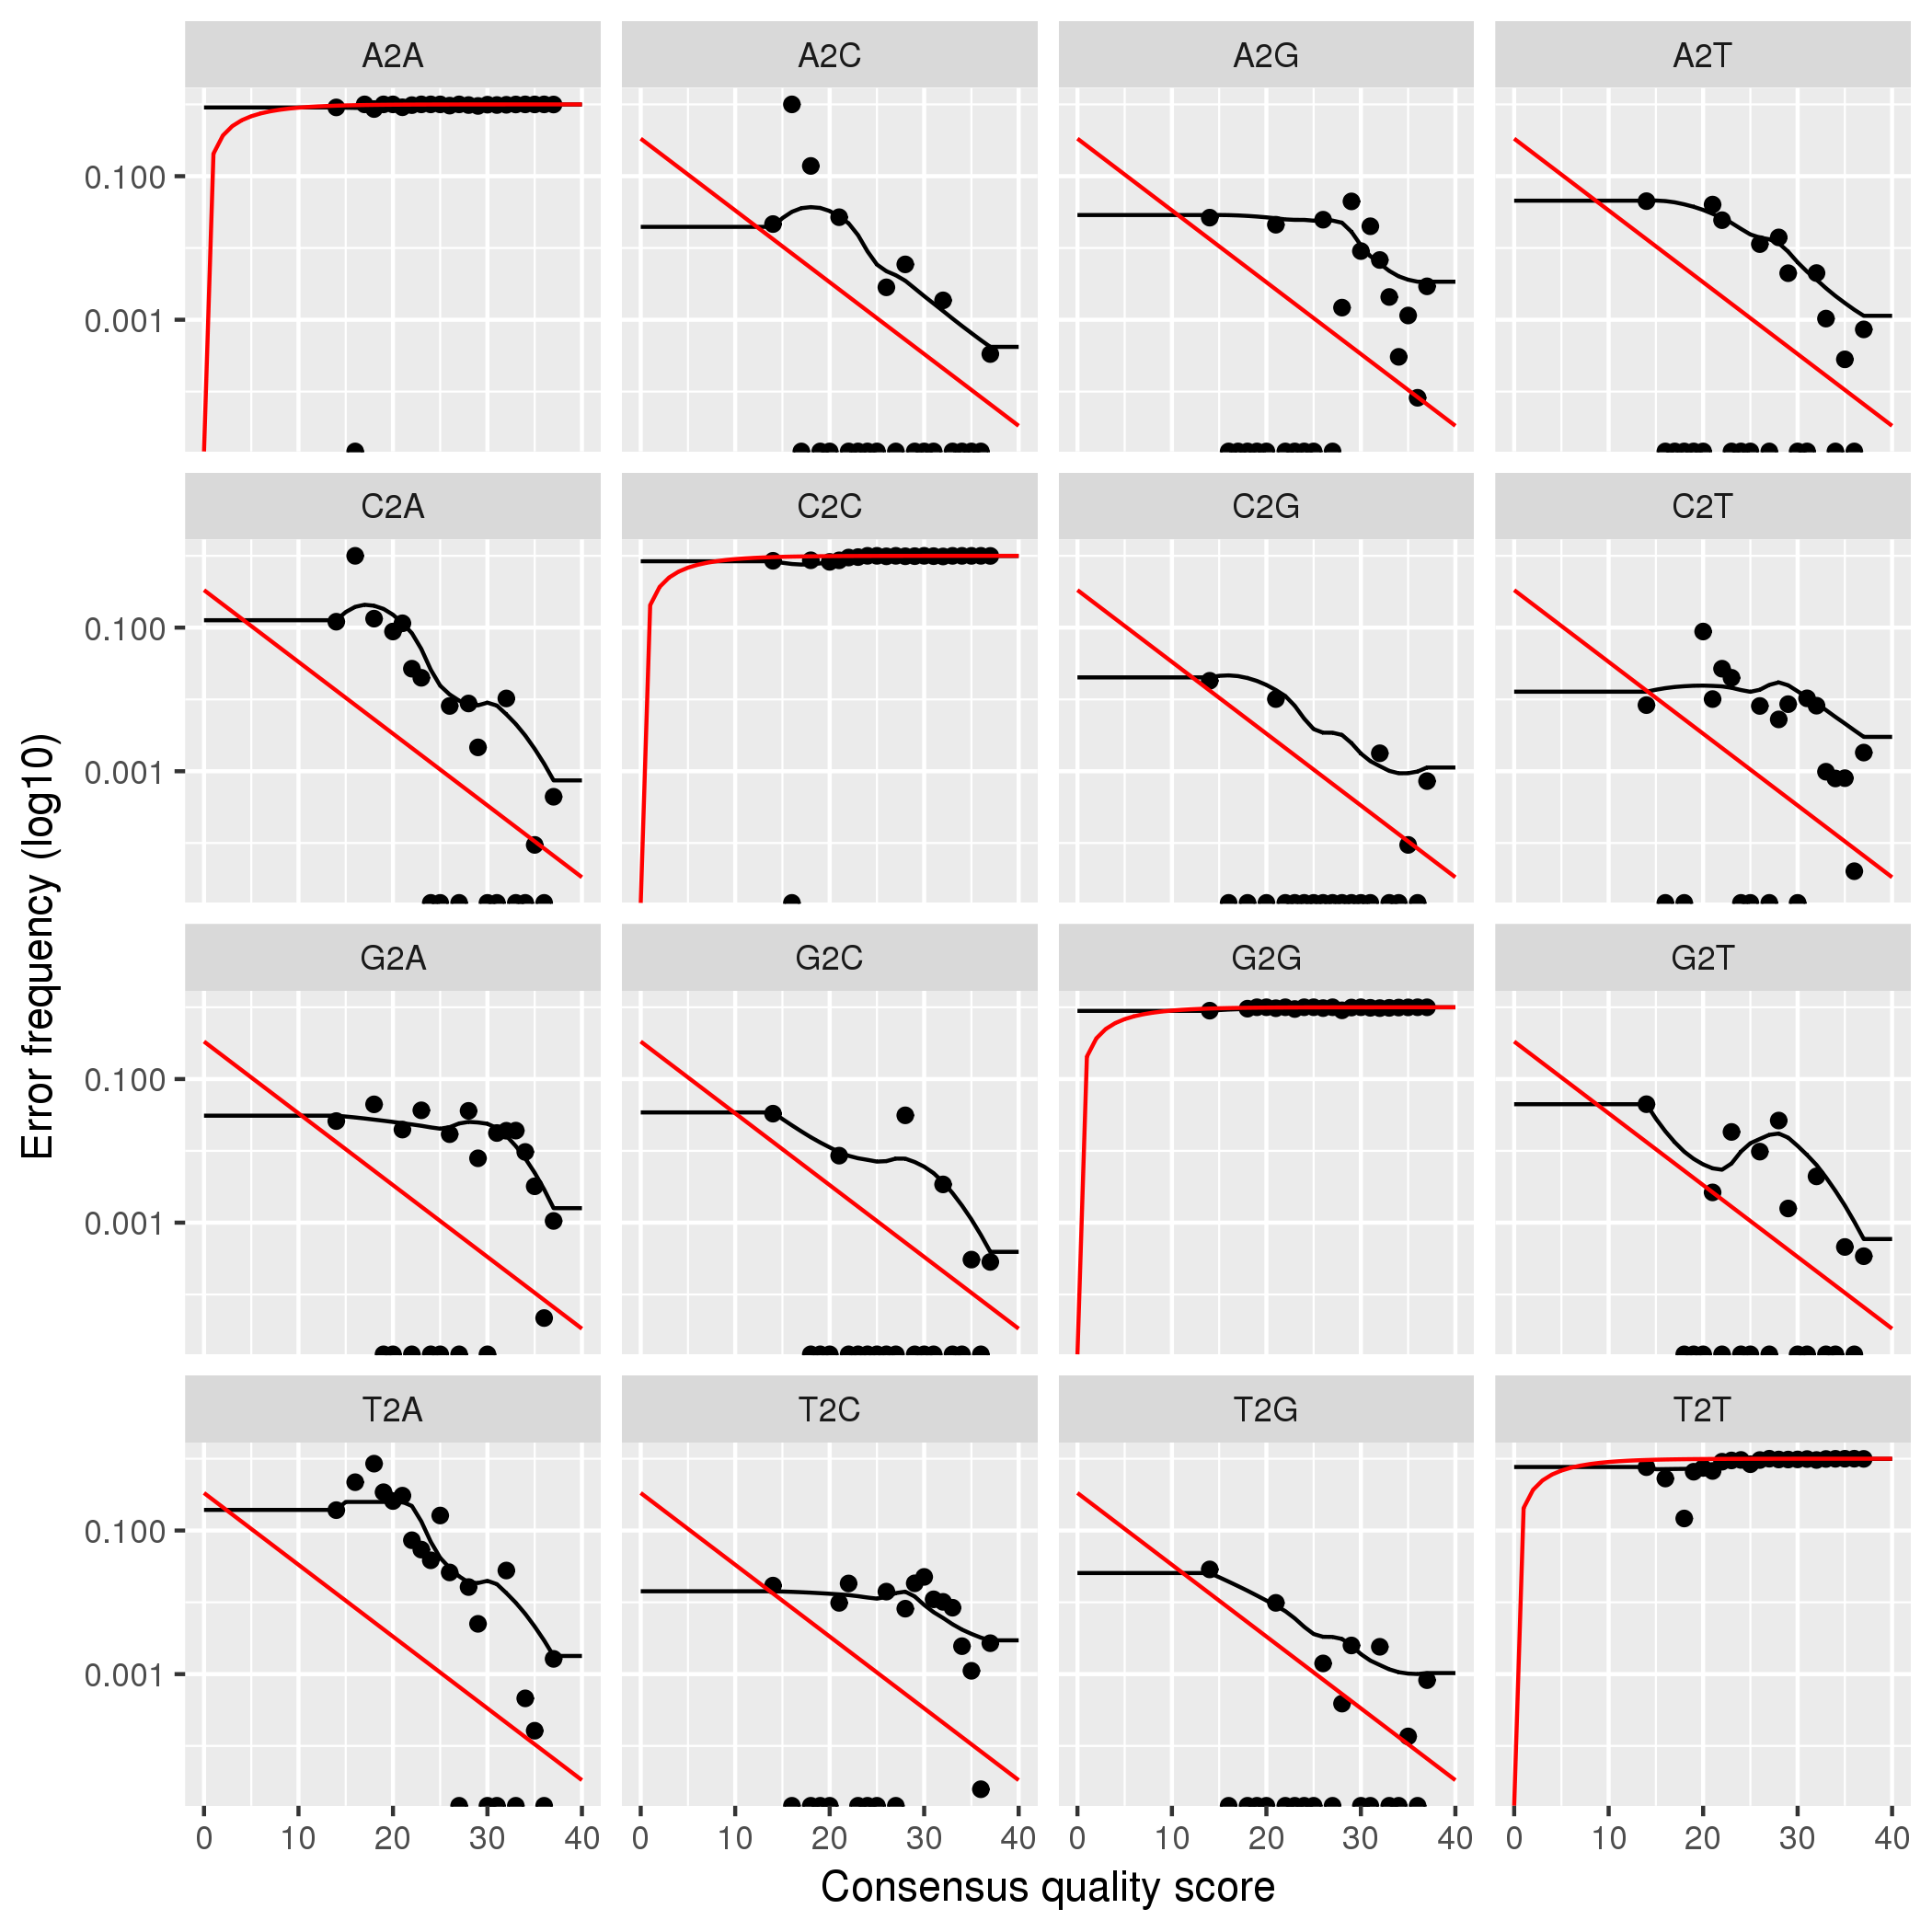 A2A A2C A2G A2T
0.100
0.001
C2A C2C C2G C2T
0.100
0.001
G2A G2C G2G G2T
0.100
0.001
T2A T2C T2G T2T
0.100
0.001
0 10 20 30 40 0 10 20 30 40 0 10 20 30 40 0 10 20 30 40
Consensus quality score
Error frequency (log10)